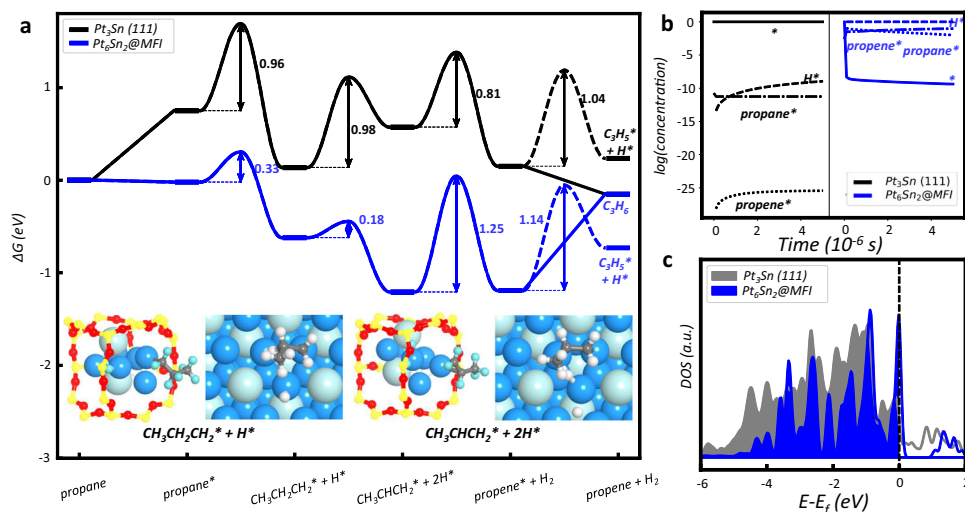 a
Pt₃Sn (111)
Pt₆Sn₂@MFI
ΔG (eV)
1
0
-1
-2
-3
0.96
0.98
0.81
1.04
C₃H₅*
+ H*
0.33
0.18
1.25
1.14
C₃H₆
C₃H₅*
+ H*
CH₃CH₂CH₂* + H*
CH₃CHCH₂* + 2H*
propane
propane*
CH₃CH₂CH₂* + H*
CH₃CHCH₂* + 2H*
propene* + H₂
propene + H₂
b
log(concentration)
0
-5
-10
-15
-20
-25
*
H*
propane*
propene*
H*
propene*
propane*
*
Pt₃Sn (111)
Pt₆Sn₂@MFI
0
2
4
0
2
4
Time (10⁻⁶ s)
c
Pt₃Sn (111)
Pt₆Sn₂@MFI
DOS (a.u.)
-6
-4
-2
0
2
E-E_f (eV)